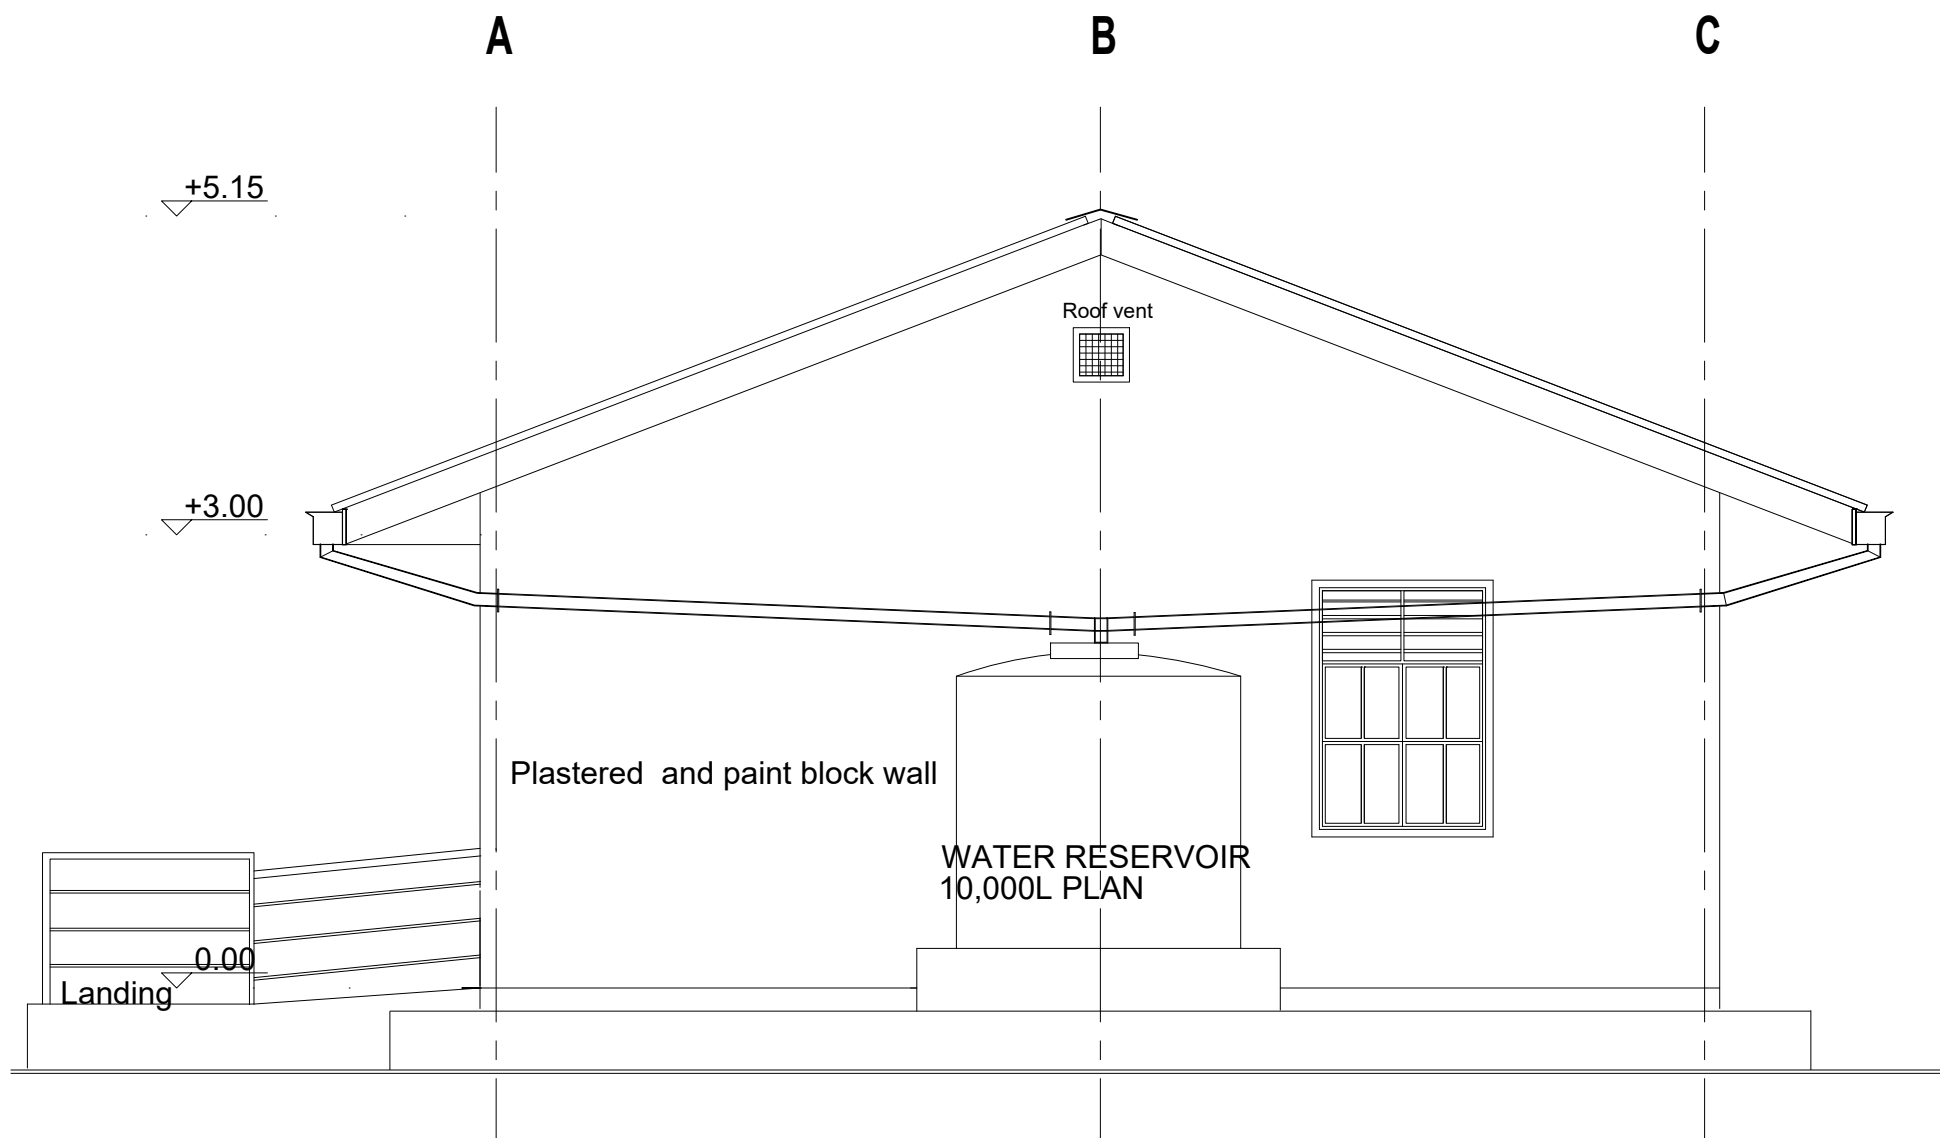 A B C
+5.15
Roof vent
+3.00
Plastered  and paint block wall
WATER RESERVOIR
10,000L PLAN
0.00
Landing